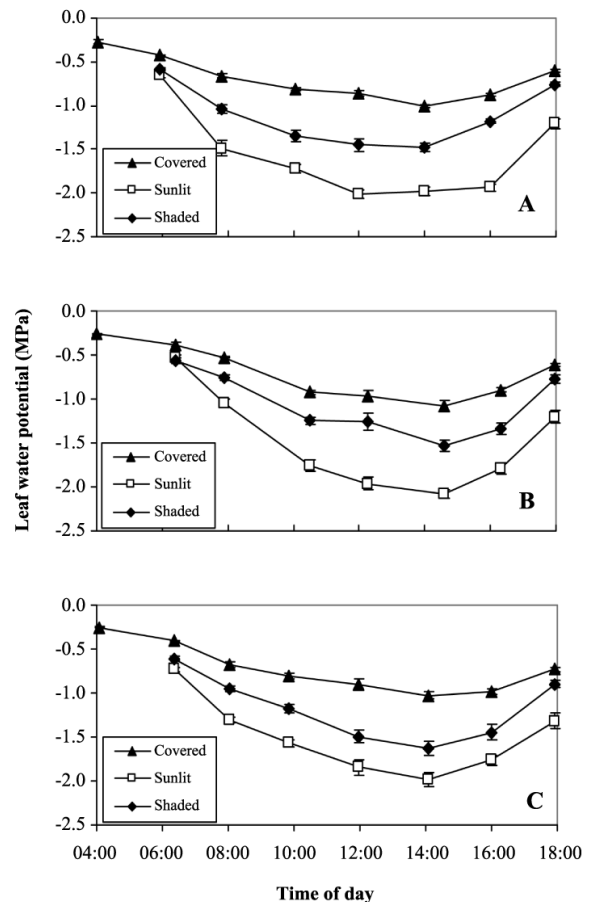 0.0
-0.5
-1.0
-1.5
-2.0
-2.5
Covered
Sunlit
Shaded
A
0.0
-0.5
-1.0
-1.5
-2.0
-2.5
Covered
Sunlit
Shaded
B
Leaf water potential (MPa)
0.0
-0.5
-1.0
-1.5
-2.0
-2.5
Covered
Sunlit
Shaded
C
04:00 06:00 08:00 10:00 12:00 14:00 16:00 18:00
Time of day